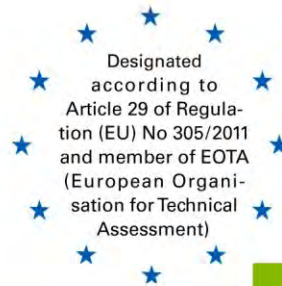 Designated
according to
Article 29 of Regula-
tion (EU) No 305/2011
and member of EOTA
(European Organi-
sation for Technical
Assessment)